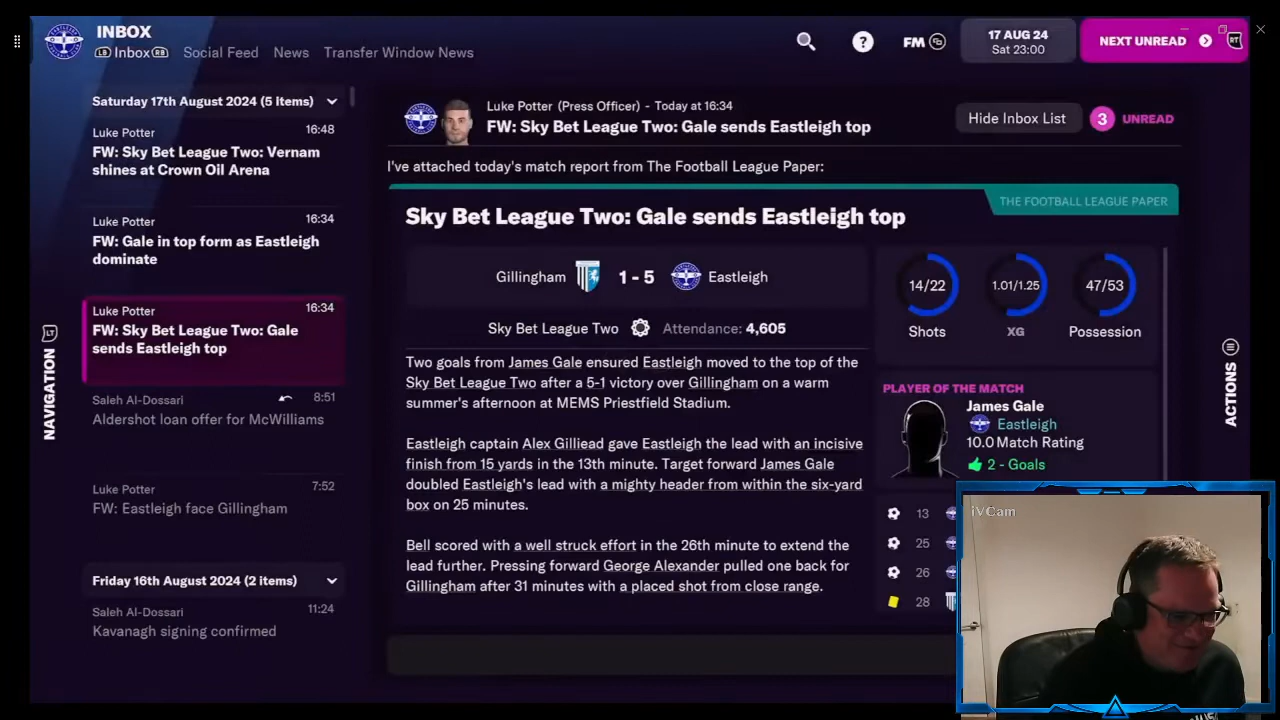 INBOX
LB Inbox RB
Social Feed
News
Transfer Window News
?
FM
17 AUG 24
Sat 23:00
NEXT UNREAD
RT
Saturday 17th August 2024 (5 Items)
Luke Potter
16:48
FW: Sky Bet League Two: Vernam
shines at Crown Oil Arena
Luke Potter
16:34
FW: Gale in top form as Eastleigh
dominate
Luke Potter
16:34
FW: Sky Bet League Two: Gale
sends Eastleigh top
Saleh Al-Dossari
8:51
Aldershot loan offer for McWilliams
Luke Potter
7:52
FW: Eastleigh face Gillingham
Friday 16th August 2024 (2 items)
Saleh Al-Dossari
11:24
Kavanagh signing confirmed
LT
NAVIGATION
Luke Potter (Press Officer) - Today at 16:34
FW: Sky Bet League Two: Gale sends Eastleigh top
Hide Inbox List
3 UNREAD
I've attached today's match report from The Football League Paper:
THE FOOTBALL LEAGUE PAPER
Sky Bet League Two: Gale sends Eastleigh top
Gillingham 1 - 5 Eastleigh
Sky Bet League Two Attendance: 4,605
Two goals from James Gale ensured Eastleigh moved to the top of the
Sky Bet League Two after a 5-1 victory over Gillingham on a warm
summer's afternoon at MEMS Priestfield Stadium.
Eastleigh captain Alex Gilliead gave Eastleigh the lead with an incisive
finish from 15 yards in the 13th minute. Target forward James Gale
doubled Eastleigh's lead with a mighty header from within the six-yard
box on 25 minutes.
Bell scored with a well struck effort in the 26th minute to extend the
lead further. Pressing forward George Alexander pulled one back for
Gillingham after 31 minutes with a placed shot from close range.
14/22
Shots
1.01/1.25
XG
47/53
Possession
PLAYER OF THE MATCH
James Gale
Eastleigh
10.0 Match Rating
2 - Goals
13
25
26
28
ACTIONS
iVCam